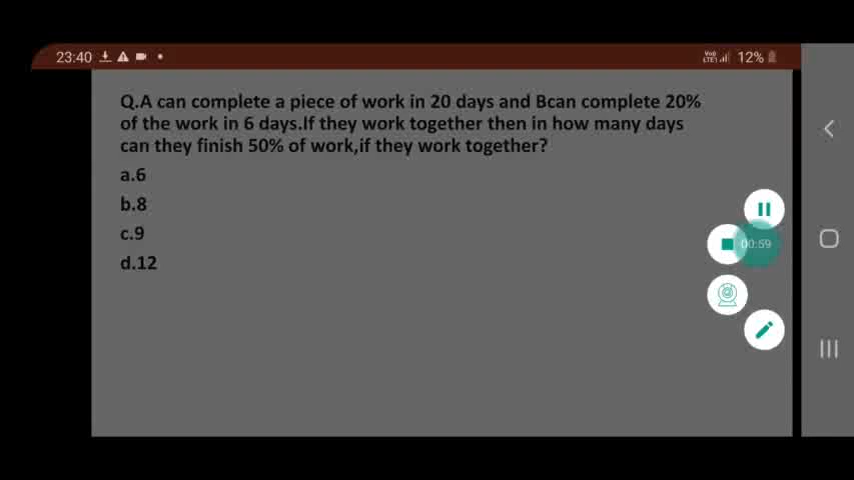 23:40
12%
Q.A can complete a piece of work in 20 days and Bcan complete 20%
of the work in 6 days.If they work together then in how many days
can they finish 50% of work,if they work together?
a.6
b.8
c.9
d.12
00:59